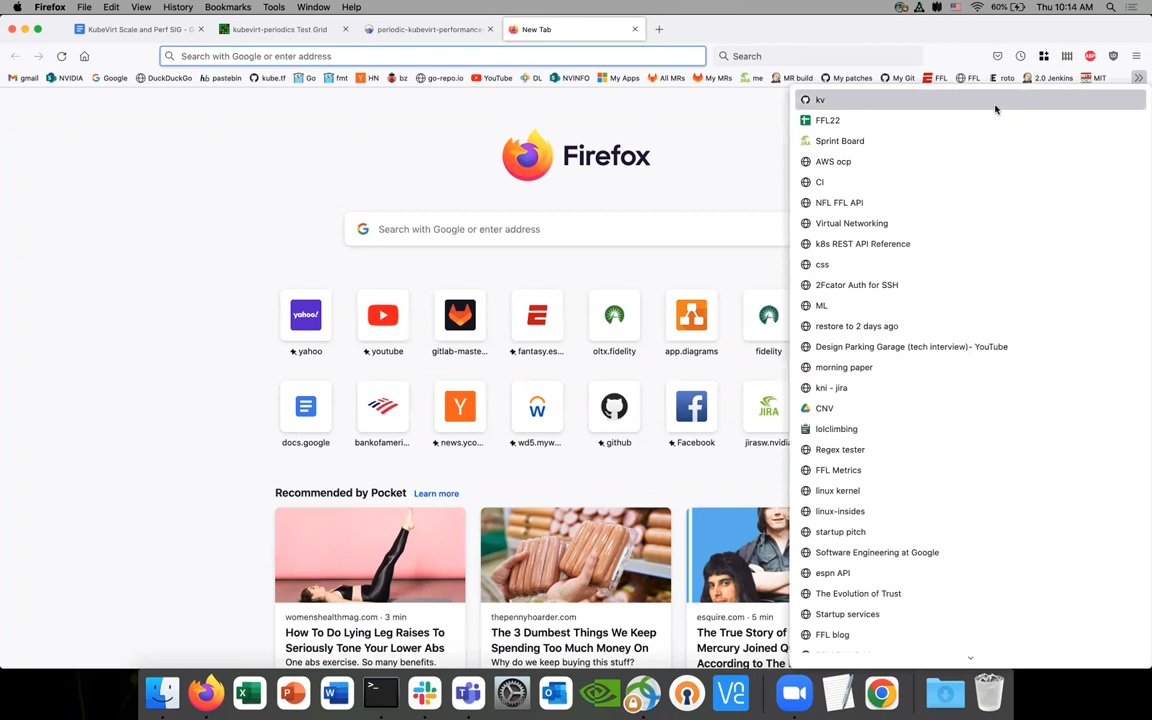 Firefox File Edit View History Bookmarks Tools Window Help 60% Thu 10:14 AM
KubeVirt Scale and Perf SIG - G
kubevirt-periodics Test Grid
periodic-kubevirt-performance
New Tab
Search with Google or enter address
Search
gmail NVIDIA Google DuckDuckGo pastebin kube.tf Go fmt HN bz go-repo.io YouTube DL NVINFO My Apps All MRs My MRs me MR build My patches My Git FFL FFL roto 2.0 Jenkins MIT
kv
FFL22
Sprint Board
AWS ocp
CI
NFL FFL API
Virtual Networking
k8s REST API Reference
css
2Fcator Auth for SSH
ML
restore to 2 days ago
Design Parking Garage (tech interview)- YouTube
morning paper
kni - jira
CNV
lolclimbing
Regex tester
FFL Metrics
linux kernel
linux-insides
startup pitch
Software Engineering at Google
espn API
The Evolution of Trust
Startup services
FFL blog
Firefox
Search with Google or enter address
yahoo!
yahoo youtube gitlab-maste... fantasy.es... oltx.fidelity app.diagrams fidelity
JIRA
docs.google bankofameri... news.yco... wd5.myw... github Facebook jirasw.nvidi
Recommended by Pocket Learn more
womenshealthmag.com · 3 min
How To Do Lying Leg Raises To
Seriously Tone Your Lower Abs
One abs exercise. So many benefits.
thepennyhoarder.com
The 3 Dumbest Things We Keep
Spending Too Much Money On
Why do we keep buying this stuff?
esquire.com · 5 min
The True Story of
Mercury Joined Q
According to The